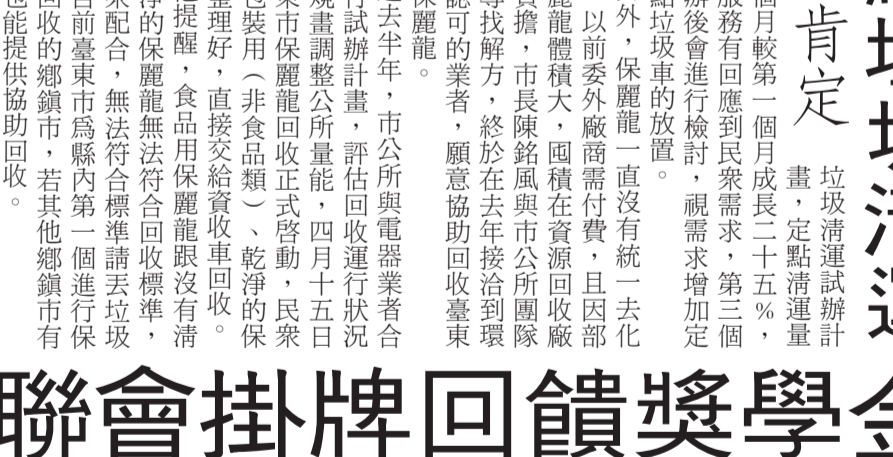 肯定
垃圾清運
垃圾清運試辦計
畫，定點清運量
個月較第一個月成長二十五%，
服務有回應到民眾需求，第三個
辦後會進行檢討，視需求增加定
點垃圾車的放置。
外，保麗龍一直沒有統一去化
以前委外廠商需付費，且因部
麗龍體積大，囤積在資源回收廠
負擔，市長陳銘風與市公所團隊
尋找解方，終於在去年接洽到環
認可的業者，願意協助回收臺東
保麗龍。
過去半年，市公所與電器業者合
行試辦計畫，評估回收運行狀況
規畫調整公所量能，四月十五日
東市保麗龍回收正式啓動，民衆
包裝用（非食品類）、乾淨的保
整理好，直接交給資收車回收。
提醒，食品用保麗龍跟沒有清
淨的保麗龍無法符合回收標準，
配合，無法符合標準請丟垃圾
目前臺東市爲縣內第一個進行保
回收的鄉鎮市，若其他鄉鎮市有
也能提供協助回收。
聯會掛牌回饋獎學金